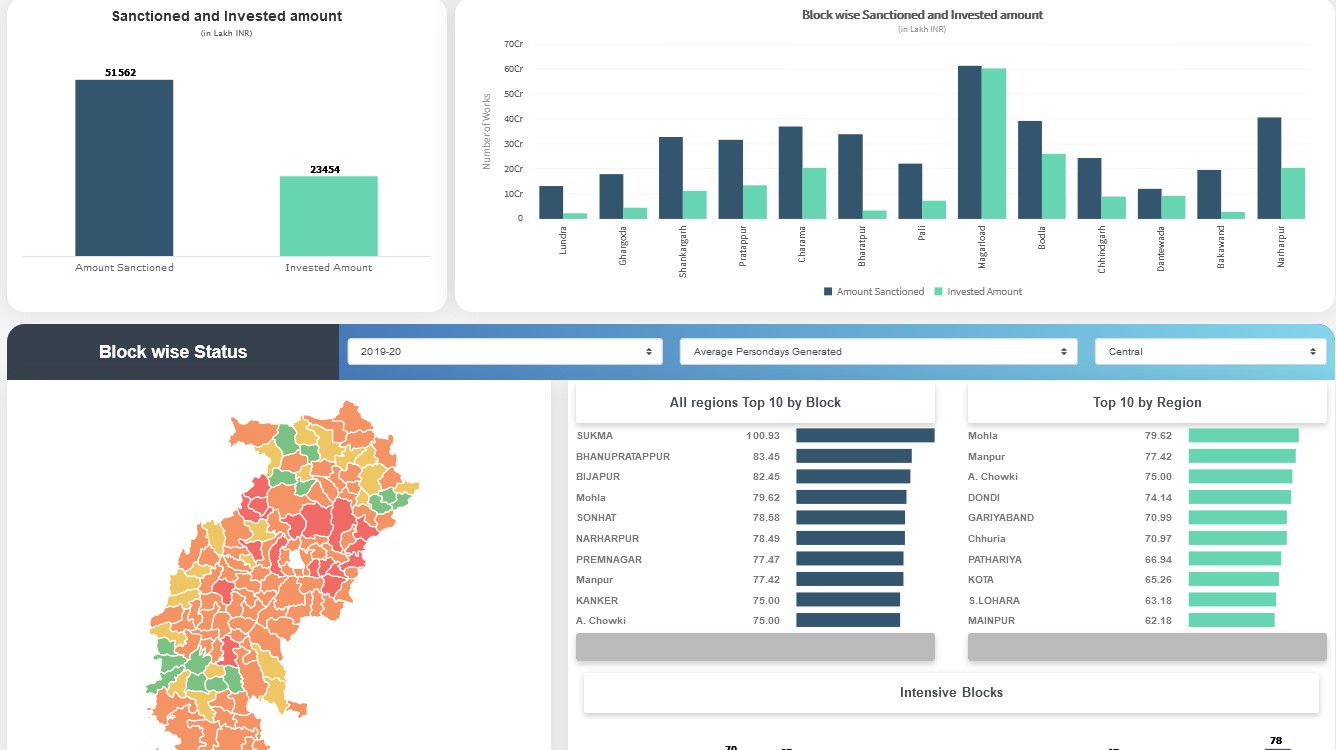 Sanctioned and Invested amount
(in Lakh INR)
51562
23454
Amount Sanctioned
Invested Amount
Block wise Sanctioned and Invested amount
(in Lakh INR)
Number of Works
70Cr
60Cr
50Cr
40Cr
30Cr
20Cr
10Cr
0
Lundra
Ghargoda
Shankargarh
Pratappur
Charama
Bharatpur
Pali
Magarload
Bodla
Chhindgarh
Dantewada
Bakawand
Narharpur
Amount Sanctioned Invested Amount
Block wise Status
2019-20
Average Persondays Generated
Central
All regions Top 10 by Block
SUKMA 100.93
BHANUPRATAPPUR 83.45
BIJAPUR 82.45
Mohla 79.62
SONHAT 78.58
NARHARPUR 78.49
PREMNAGAR 77.47
Manpur 77.42
KANKER 75.00
A. Chowki 75.00
Top 10 by Region
Mohla 79.62
Manpur 77.42
A. Chowki 75.00
DONDI 74.14
GARIYABAND 70.99
Chhuria 70.97
PATHARIYA 66.94
KOTA 65.26
S.LOHARA 63.18
MAINPUR 62.18
Intensive Blocks
70
78